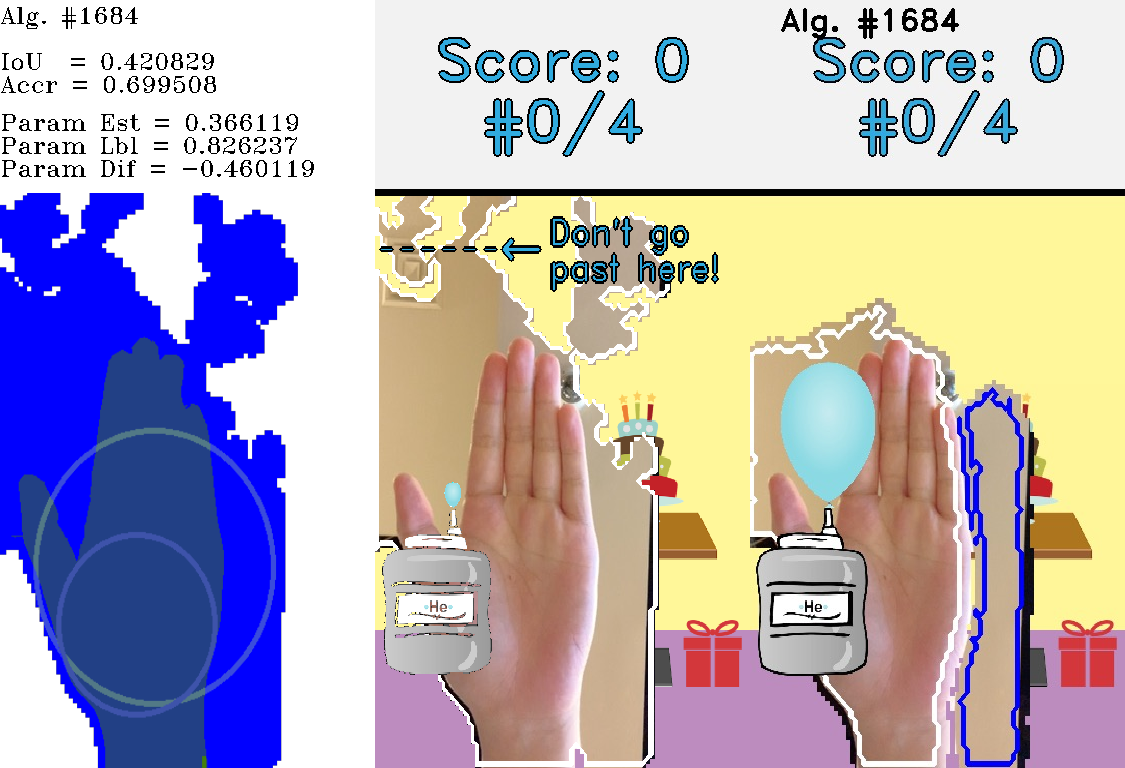 Alg. #1684
IoU = 0.420829
Accr = 0.699508
Param Est = 0.366119
Param Lbl = 0.826237
Param Dif = −0.460119
Score: 0
#0/4
Don't go
past here!
He
Alg. #1684
Score: 0
#0/4
He